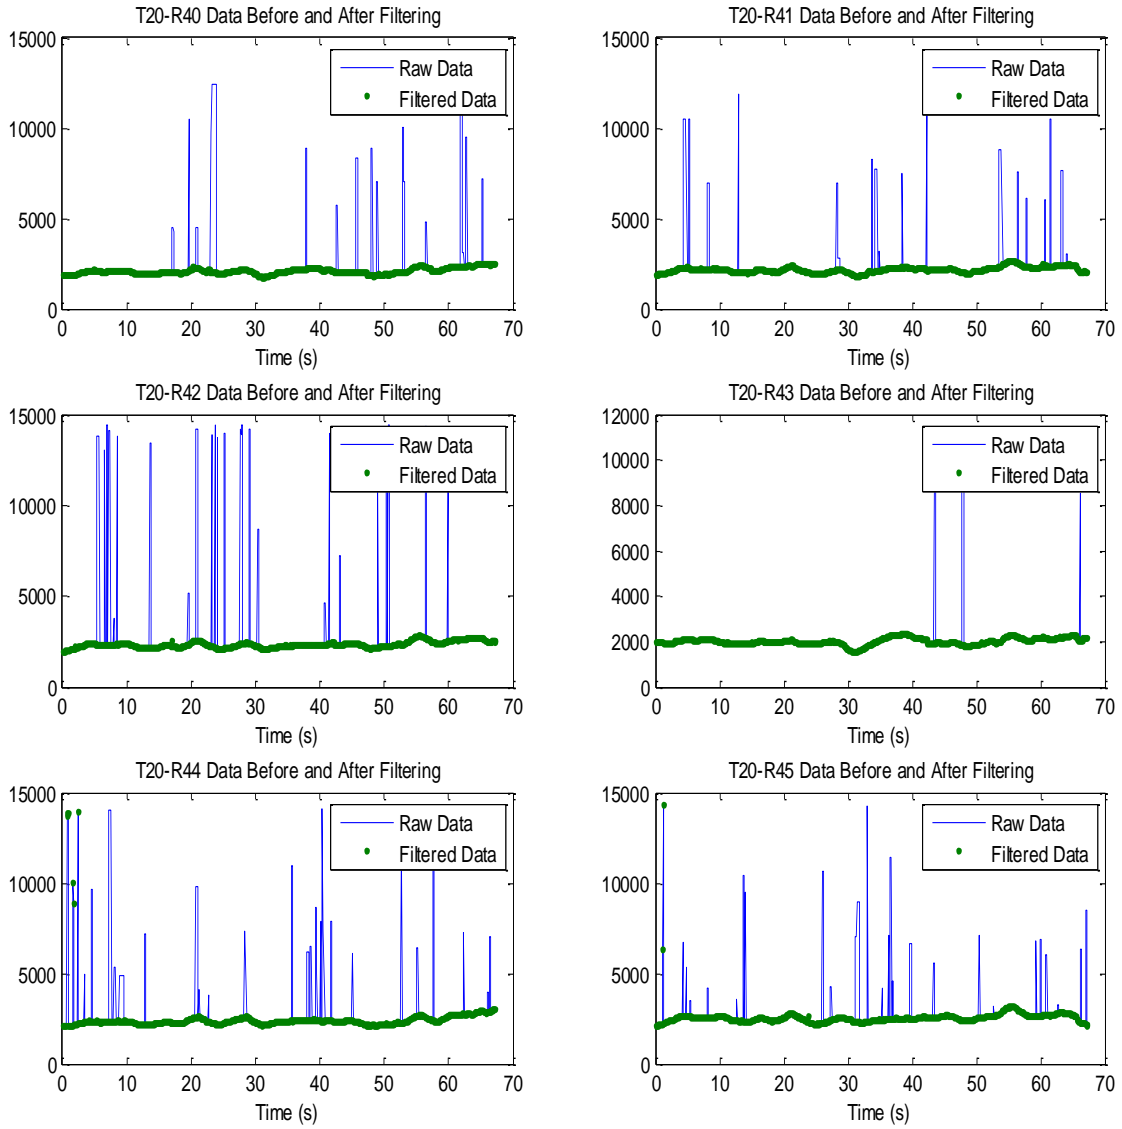 T20-R40 Data Before and After Filtering
15000
10000
5000
0
Raw Data
Filtered Data
0 10 20 30 40 50 60 70
Time (s)
T20-R41 Data Before and After Filtering
15000
10000
5000
0
Raw Data
Filtered Data
0 10 20 30 40 50 60 70
Time (s)
T20-R42 Data Before and After Filtering
15000
10000
5000
0
Raw Data
Filtered Data
0 10 20 30 40 50 60 70
Time (s)
T20-R43 Data Before and After Filtering
12000
10000
8000
6000
4000
2000
0
Raw Data
Filtered Data
0 10 20 30 40 50 60 70
Time (s)
T20-R44 Data Before and After Filtering
15000
10000
5000
0
Raw Data
Filtered Data
0 10 20 30 40 50 60 70
Time (s)
T20-R45 Data Before and After Filtering
15000
10000
5000
0
Raw Data
Filtered Data
0 10 20 30 40 50 60 70
Time (s)